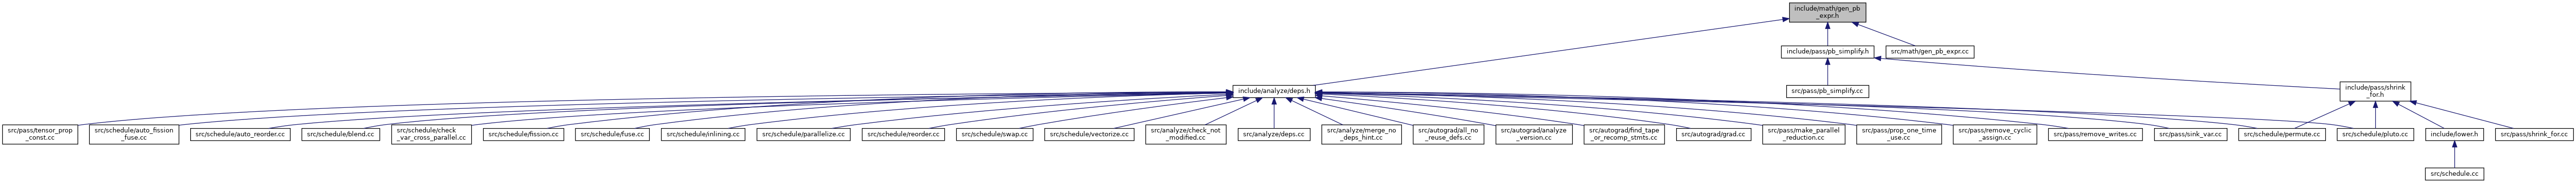 include/math/gen_pb
_expr.h
include/pass/pb_simplify.h
src/math/gen_pb_expr.cc
include/analyze/deps.h
src/pass/pb_simplify.cc
include/pass/shrink
_for.h
src/pass/tensor_prop
_const.cc
src/schedule/auto_fission
_fuse.cc
src/schedule/auto_reorder.cc
src/schedule/blend.cc
src/schedule/check
_var_cross_parallel.cc
src/schedule/fission.cc
src/schedule/fuse.cc
src/schedule/inlining.cc
src/schedule/parallelize.cc
src/schedule/reorder.cc
src/schedule/swap.cc
src/schedule/vectorize.cc
src/analyze/check_not
_modified.cc
src/analyze/deps.cc
src/analyze/merge_no
_deps_hint.cc
src/autograd/all_no
_reuse_defs.cc
src/autograd/analyze
_version.cc
src/autograd/find_tape
_or_recomp_stmts.cc
src/autograd/grad.cc
src/pass/make_parallel
_reduction.cc
src/pass/prop_one_time
_use.cc
src/pass/remove_cyclic
_assign.cc
src/pass/remove_writes.cc
src/pass/sink_var.cc
src/schedule/permute.cc
src/schedule/pluto.cc
include/lower.h
src/pass/shrink_for.cc
src/schedule.cc